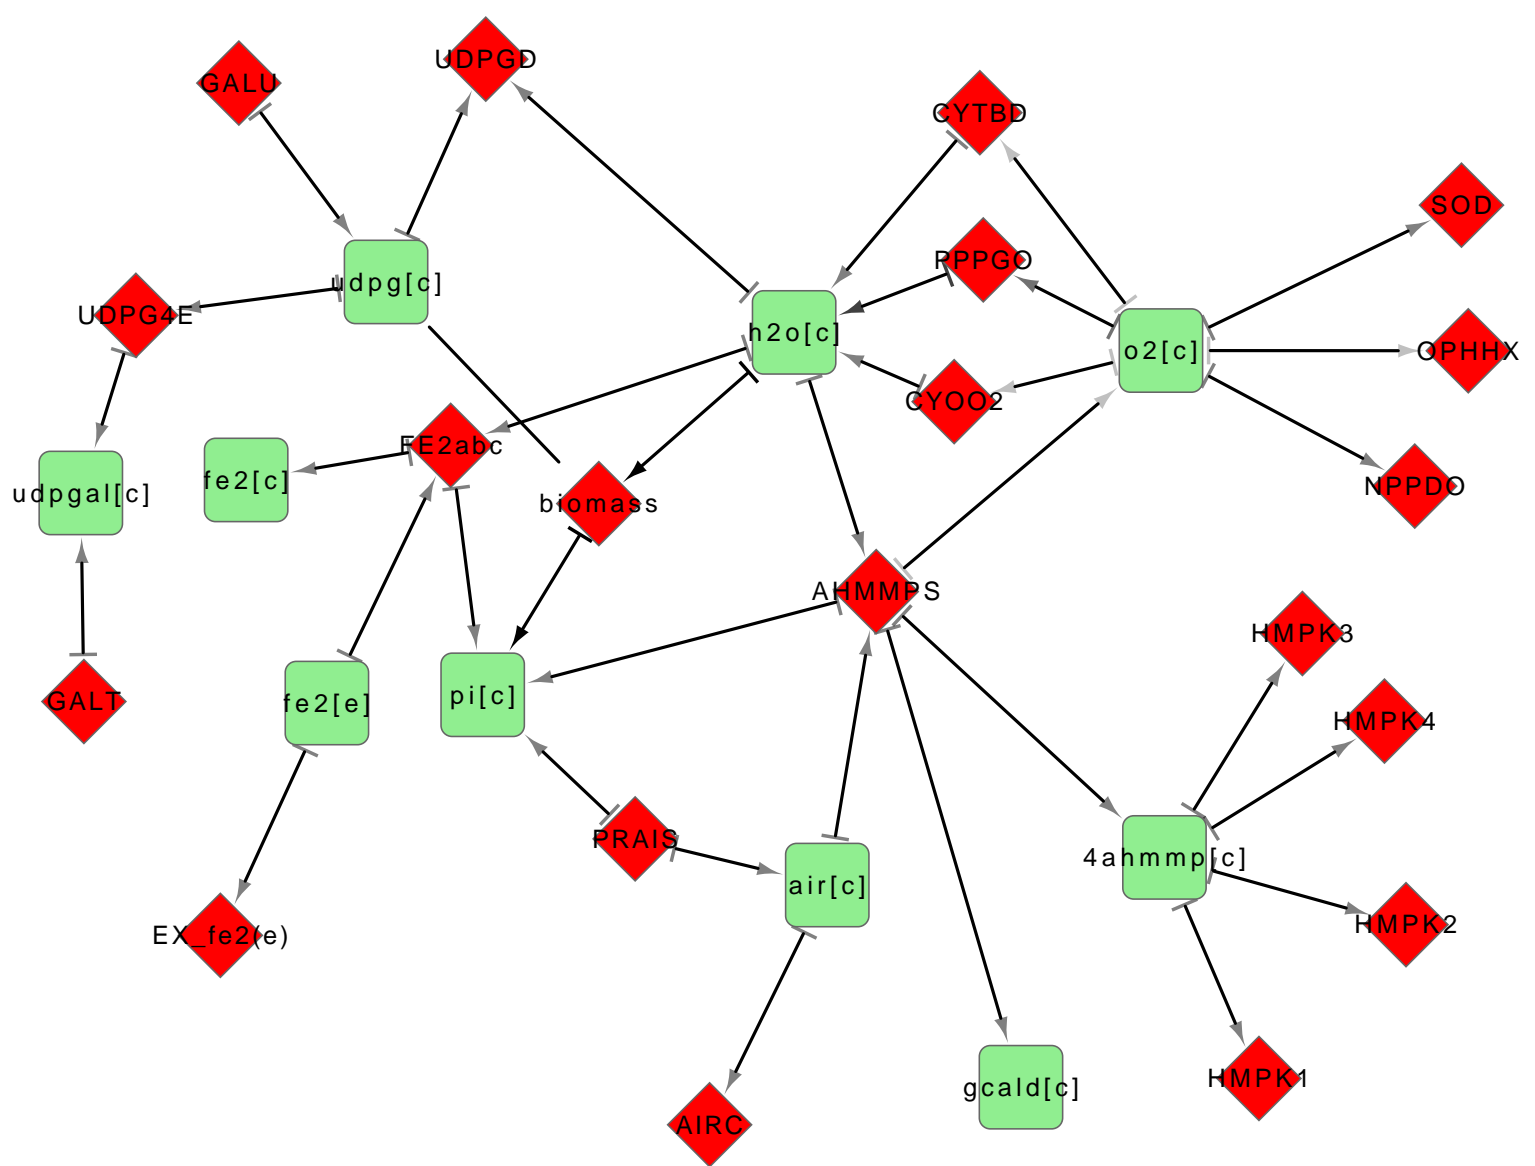 UDPGD
GALU
CYTBD
SOD
PPPGO
udpg[c]
UDPG4E
h2o[c]
o2[c]
OPHHX
CYOO2
FE2abc
fe2[c]
udpgal[c]
NPPDO
biomass
AHMMPS
HMPK3
pi[c]
GALT
fe2[e]
HMPK4
PRAIS
4ahmmp[c]
air[c]
HMPK2
EX_fe2(e)
HMPK1
gcald[c]
AIRC